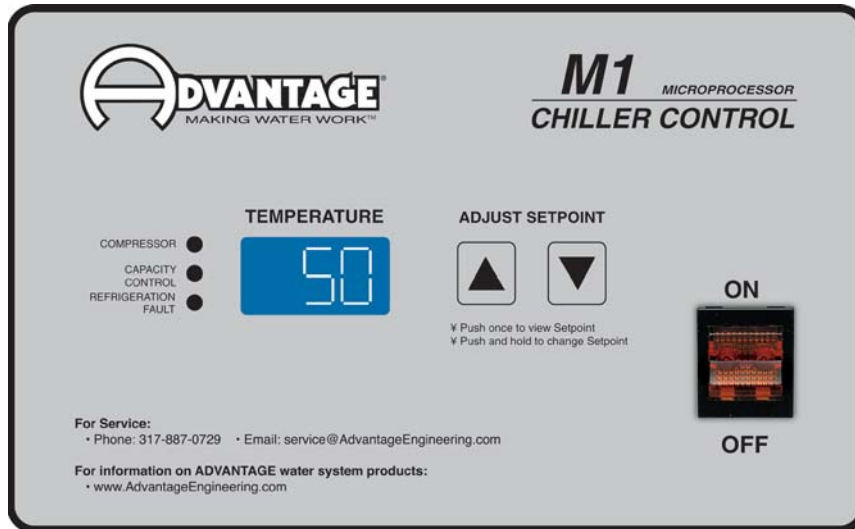 ADVANTAGE®
MAKING WATER WORK™
M1 MICROPROCESSOR
CHILLER CONTROL
TEMPERATURE
ADJUST SETPOINT
COMPRESSOR
CAPACITY
CONTROL
REFRIGERATION
FAULT
50
¥ Push once to view Setpoint
¥ Push and hold to change Setpoint
ON
OFF
For Service:
• Phone: 317-887-0729 • Email: service@AdvantageEngineering.com
For information on ADVANTAGE water system products:
• www.AdvantageEngineering.com